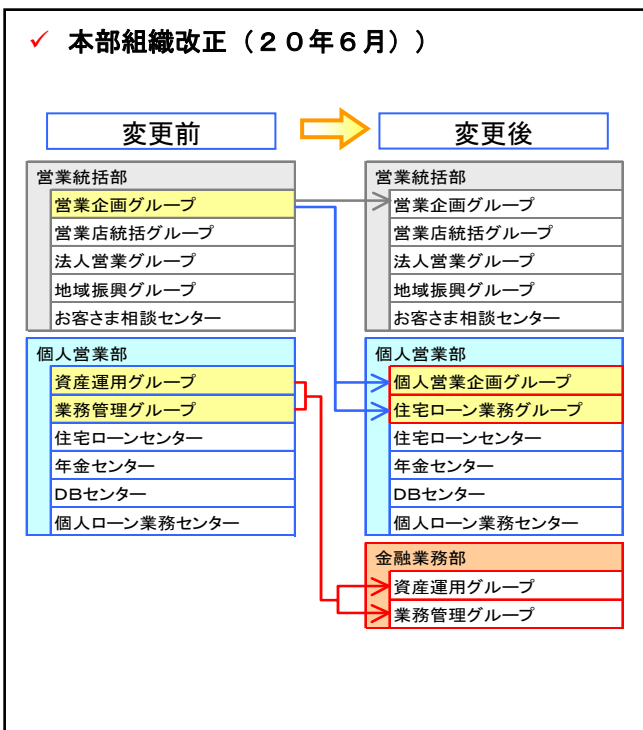 本部組織改正（２０年６月））
変更前
変更後
営業統括部
営業企画グループ
営業店統括グループ
法人営業グループ
地域振興グループ
お客さま相談センター
個人営業部
資産運用グループ
業務管理グループ
住宅ローンセンター
年金センター
DBセンター
個人ローン業務センター
営業統括部
営業企画グループ
営業店統括グループ
法人営業グループ
地域振興グループ
お客さま相談センター
個人営業部
個人営業企画グループ
住宅ローン業務グループ
住宅ローンセンター
年金センター
DBセンター
個人ローン業務センター
金融業務部
資産運用グループ
業務管理グループ